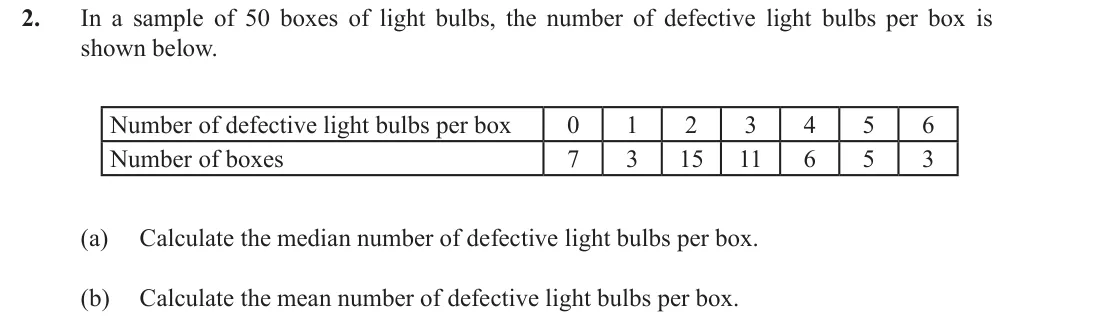 2. In a sample of 50 boxes of light bulbs, the number of defective light bulbs per box is
shown below.
Number of defective light bulbs per box 0 1 2 3 4 5 6
Number of boxes 7 3 15 11 6 5 3
(a) Calculate the median number of defective light bulbs per box.
(b) Calculate the mean number of defective light bulbs per box.